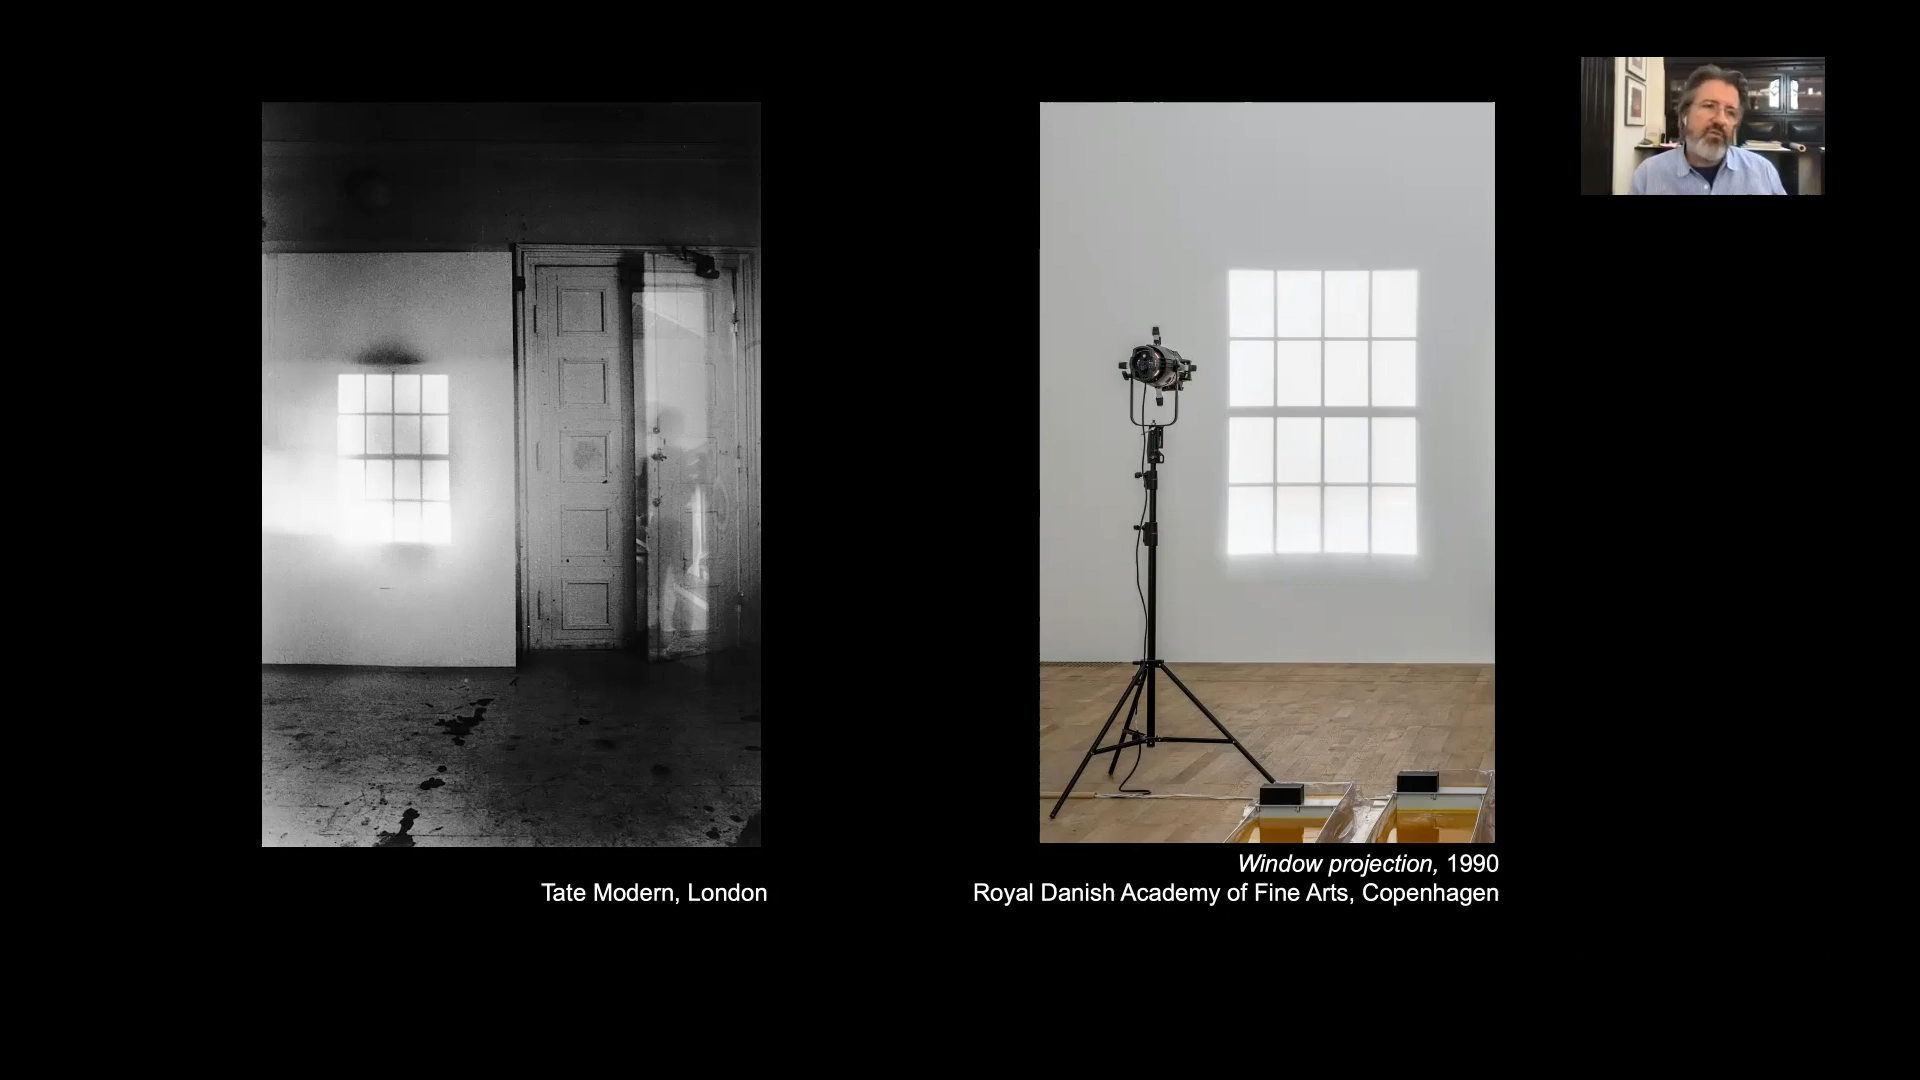 Window projection, 1990
Tate Modern, London
Royal Danish Academy of Fine Arts, Copenhagen